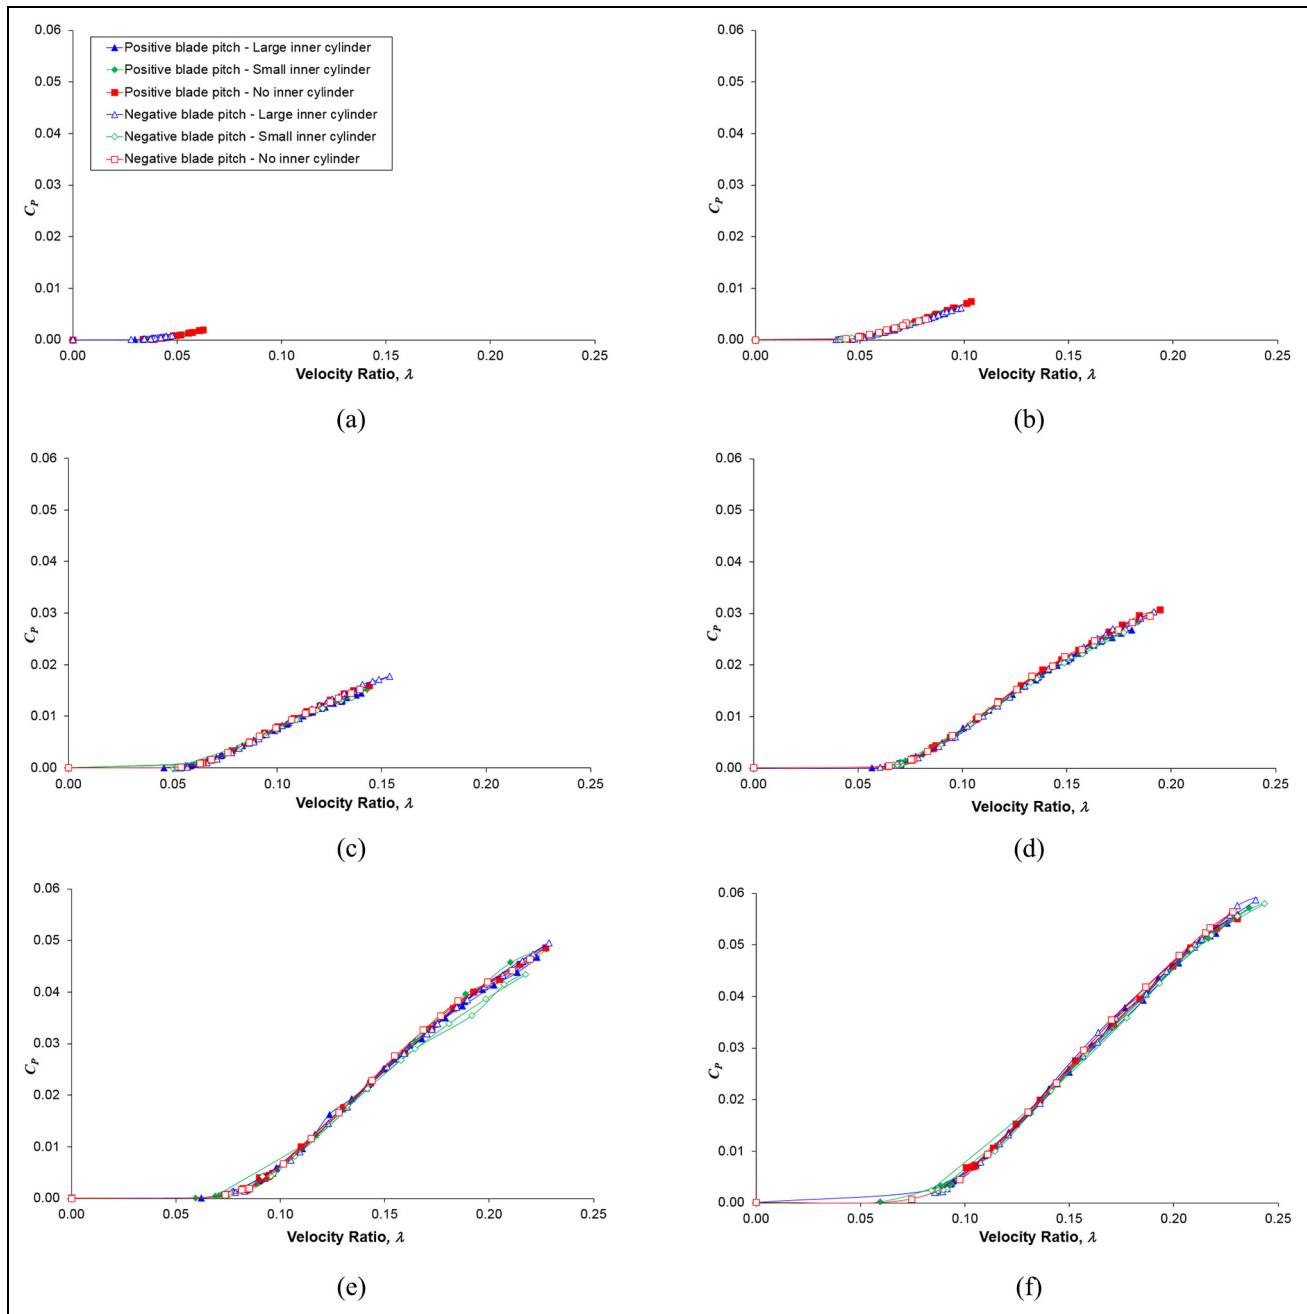 0.06
0.05
0.04
0.03
0.02
0.01
0.00
C_P
Positive blade pitch - Large inner cylinder
Positive blade pitch - Small inner cylinder
Positive blade pitch - No inner cylinder
Negative blade pitch - Large inner cylinder
Negative blade pitch - Small inner cylinder
Negative blade pitch - No inner cylinder
0.00 0.05 0.10 0.15 0.20 0.25
Velocity Ratio, λ
(a)
0.06
0.05
0.04
0.03
0.02
0.01
0.00
C_P
0.00 0.05 0.10 0.15 0.20 0.25
Velocity Ratio, λ
(b)
0.06
0.05
0.04
0.03
0.02
0.01
0.00
C_P
0.00 0.05 0.10 0.15 0.20 0.25
Velocity Ratio, λ
(c)
0.06
0.05
0.04
0.03
0.02
0.01
0.00
C_P
0.00 0.05 0.10 0.15 0.20 0.25
Velocity Ratio, λ
(d)
0.06
0.05
0.04
0.03
0.02
0.01
0.00
C_P
0.00 0.05 0.10 0.15 0.20 0.25
Velocity Ratio, λ
(e)
0.06
0.05
0.04
0.03
0.02
0.01
0.00
C_P
0.00 0.05 0.10 0.15 0.20 0.25
Velocity Ratio, λ
(f)